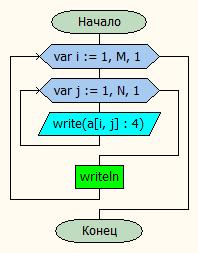 Начало
var i := 1, M, 1
var j := 1, N, 1
write(a[i, j] : 4)
writeln
Конец